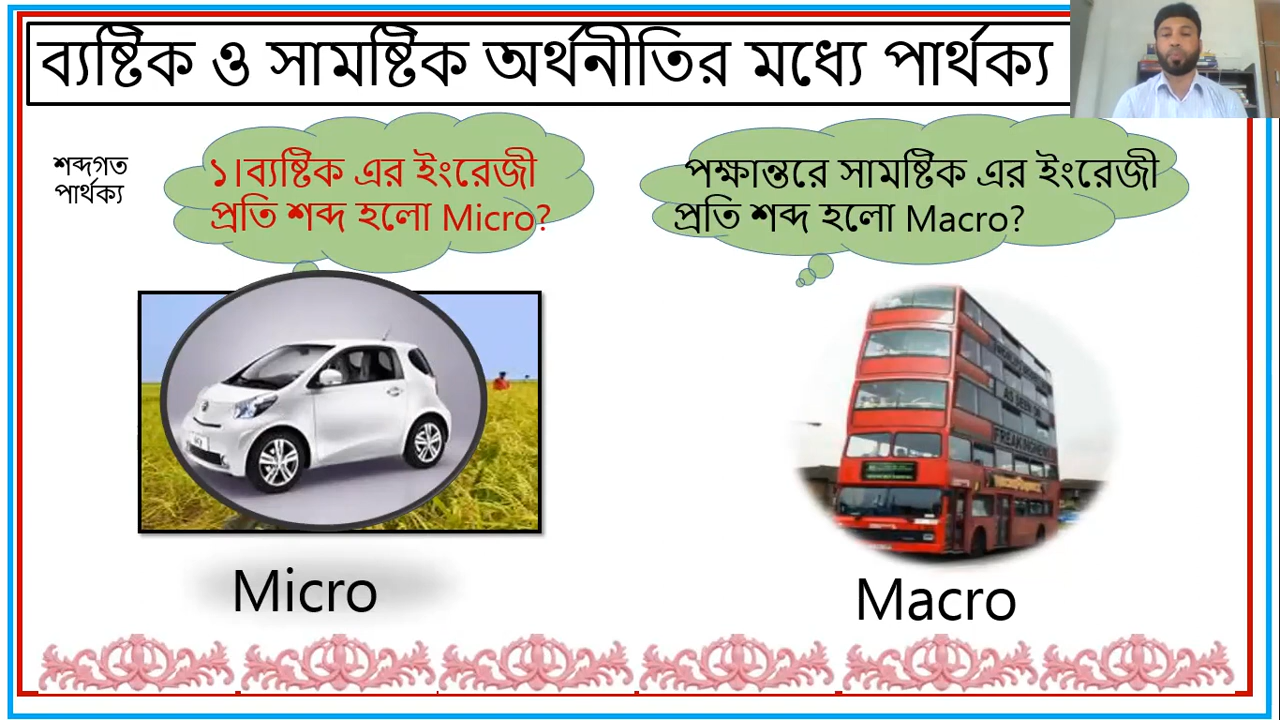 ব্যষ্টিক ও সামষ্টিক অর্থনীতির মধ্যে পার্থক্য
শব্দগত
পার্থক্য
১।ব্যষ্টিক এর ইংরেজী
প্রতি শব্দ হলো Micro?
পক্ষান্তরে সামষ্টিক এর ইংরেজী
প্রতি শব্দ হলো Macro?
Micro
Macro